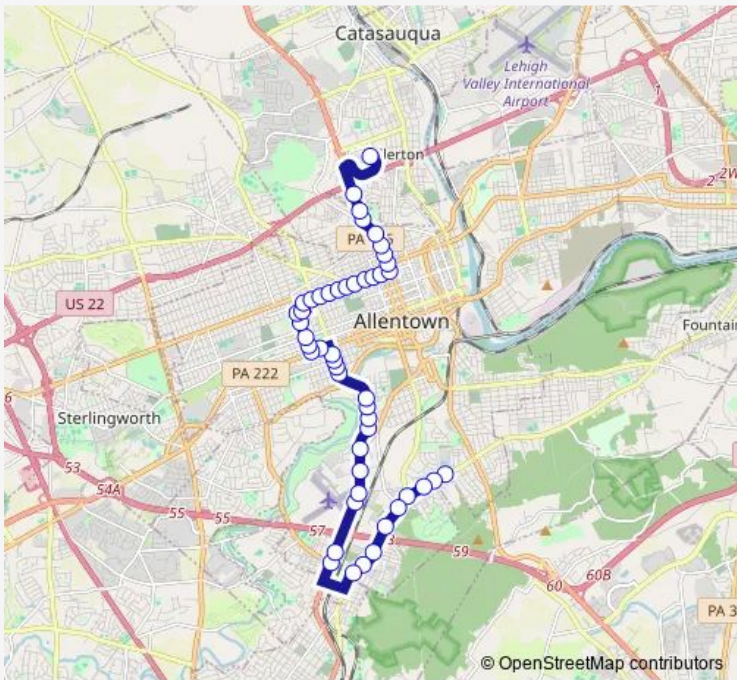 Catasauqua
Lehigh
Valley International
Airport
1
lerton
2
2W
PA
US 22
Allentown
Fountain
PA 222
6
Sterlingworth
53
54A
55
55
57
59
60
60B
PA 3
© OpenStreetMap contributors